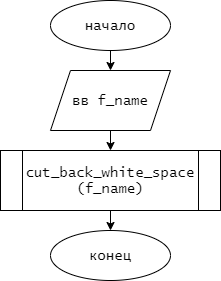 начало
вв f_name
cut_back_white_space
(f_name)
конец